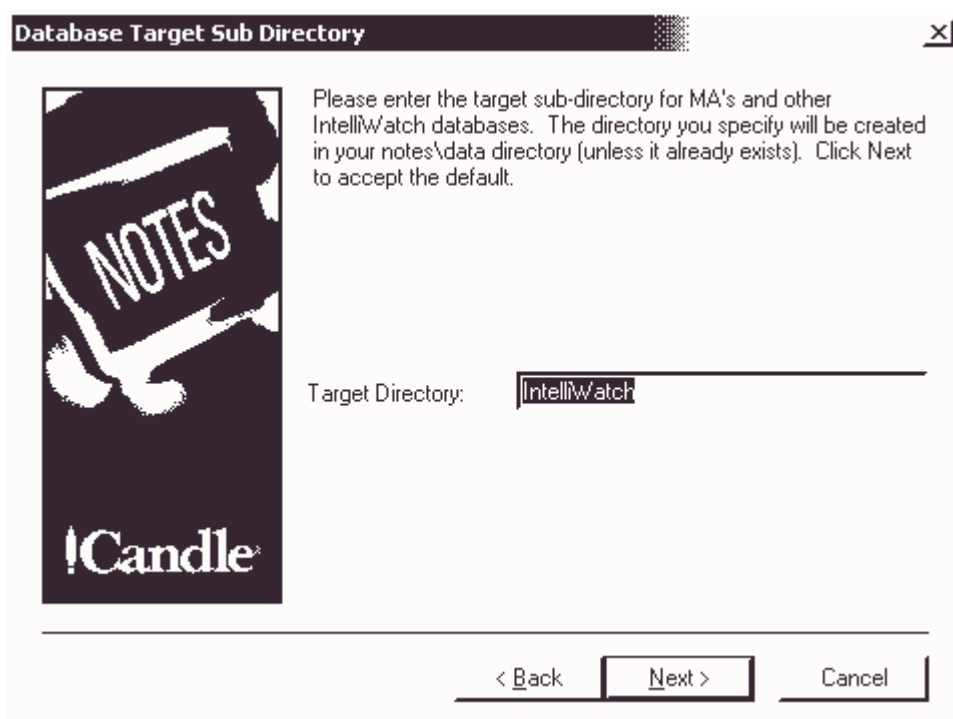 Database Target Sub Directory
Please enter the target sub-directory for MA's and other
IntelliWatch databases. The directory you specify will be created
in your notes\data directory (unless it already exists). Click Next
to accept the default.
NOTES
Target Directory: IntelliWatch
Candle
< Back Next > Cancel